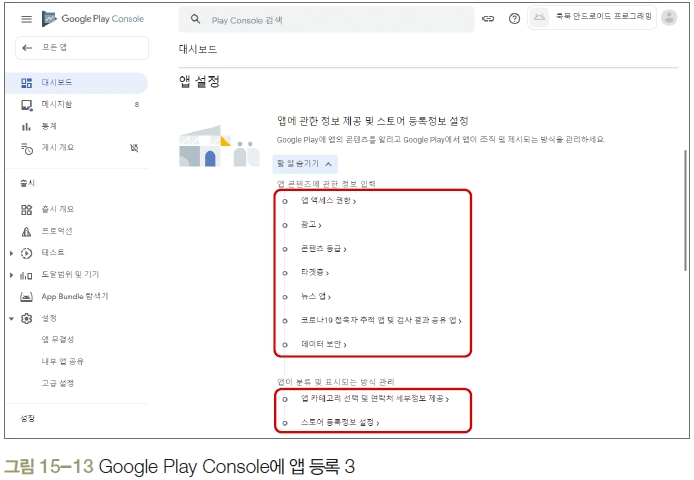 Google Play Console
Play Console 검색
쿡북 안드로이드 프로그래밍
모든 앱
대시보드
대시보드
메시지함 8
통계
게시 개요
출시
출시 개요
프로덕션
테스트
도달범위 및 기기
App Bundle 탐색기
설정
앱 무결성
내부 앱 공유
고급 설정
성장
앱 설정
앱에 관한 정보 제공 및 스토어 등록정보 설정
Google Play에 앱의 콘텐츠를 알리고 Google Play에서 앱이 조직 및 제시되는 방식을 관리하세요.
할 일 숨기기
앱 콘텐츠에 관한 정보 입력
앱 액세스 권한 >
광고 >
콘텐츠 등급 >
타겟층 >
뉴스 앱 >
코로나19 접촉자 추적 앱 및 검사 결과 공유 앱 >
데이터 보안 >
앱이 분류 및 표시되는 방식 관리
앱 카테고리 선택 및 연락처 세부정보 제공 >
스토어 등록정보 설정 >
그림 15-13 Google Play Console에 앱 등록 3